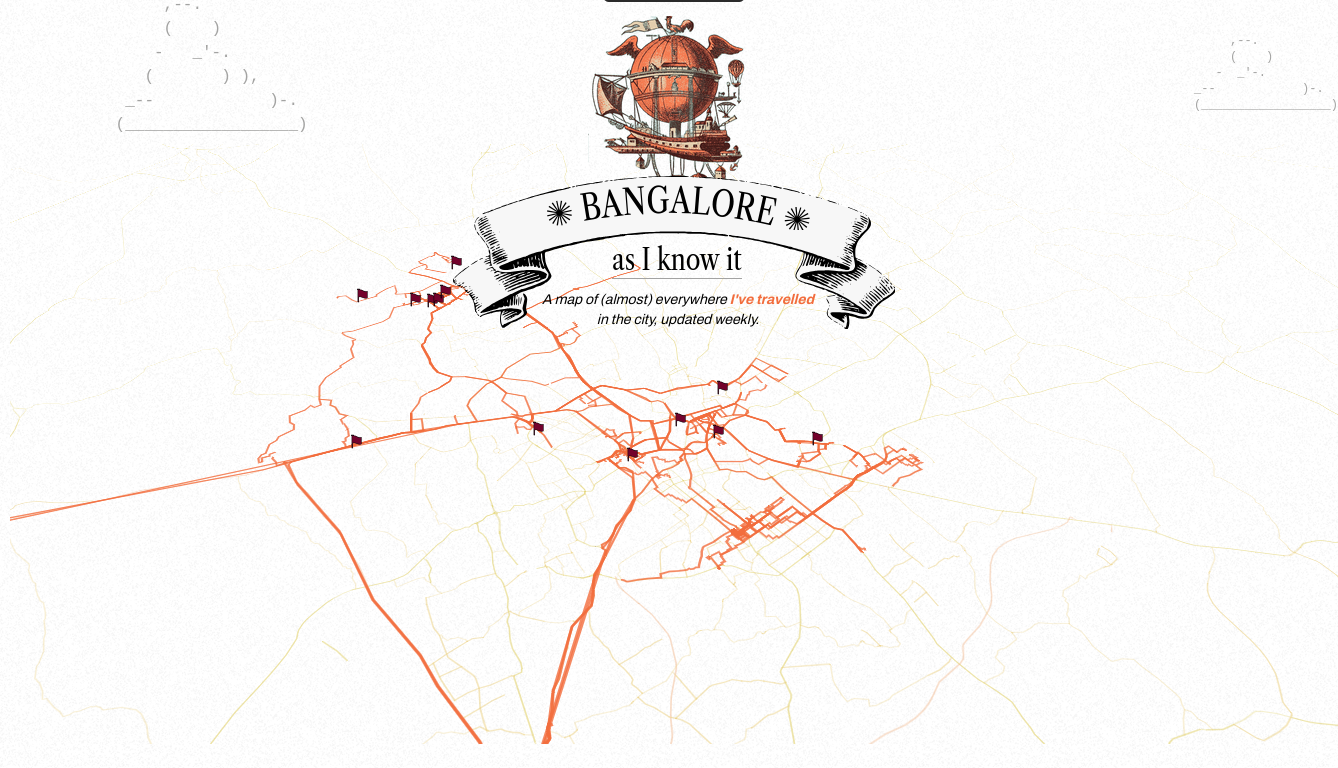 BANGALORE
as I know it
A map of (almost) everywhere I've travelled
in the city, updated weekly.